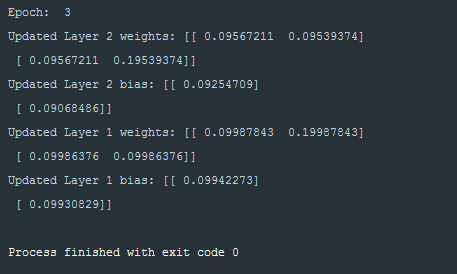 Epoch:  3
Updated Layer 2 weights: [[ 0.09567211  0.09539374]
 [ 0.09567211  0.19539374]]
Updated Layer 2 bias: [[ 0.09254709]
 [ 0.09068486]]
Updated Layer 1 weights: [[ 0.09987843  0.19987843]
 [ 0.09986376  0.09986376]]
Updated Layer 1 bias: [[ 0.09942273]
 [ 0.09930829]]
Process finished with exit code 0